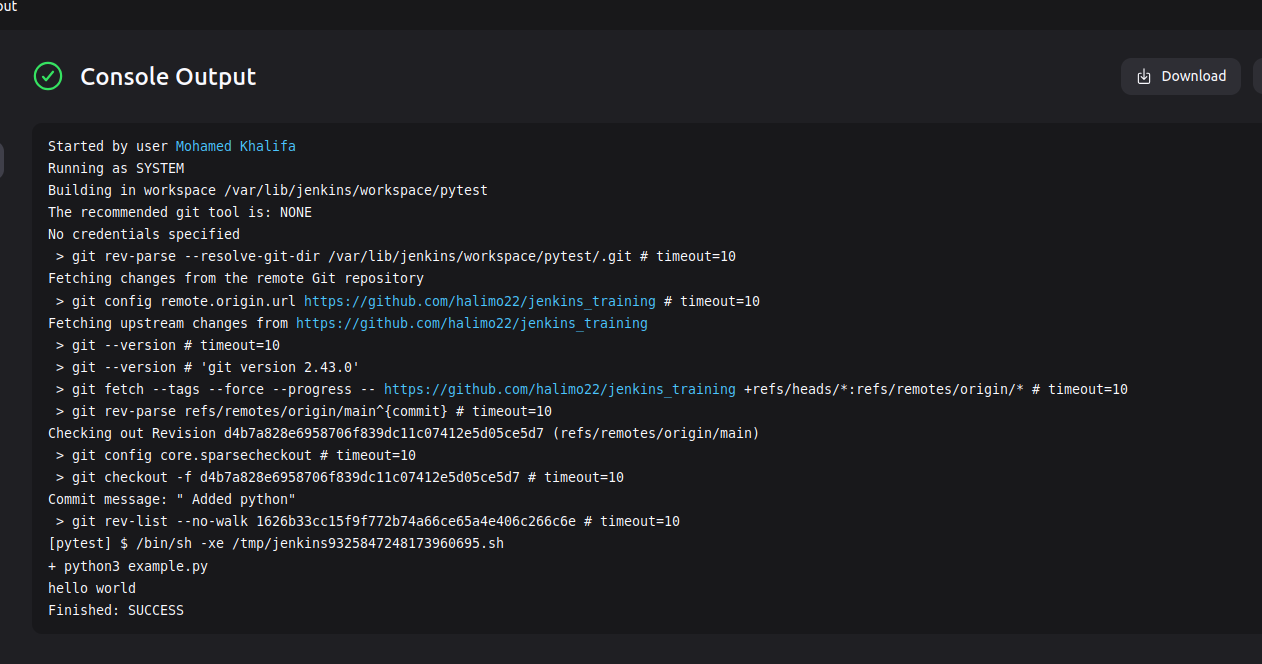 out
Console Output
Download
Started by user Mohamed Khalifa
Running as SYSTEM
Building in workspace /var/lib/jenkins/workspace/pytest
The recommended git tool is: NONE
No credentials specified
 > git rev-parse --resolve-git-dir /var/lib/jenkins/workspace/pytest/.git # timeout=10
Fetching changes from the remote Git repository
 > git config remote.origin.url https://github.com/halimo22/jenkins_training # timeout=10
Fetching upstream changes from https://github.com/halimo22/jenkins_training
 > git --version # timeout=10
 > git --version # 'git version 2.43.0'
 > git fetch --tags --force --progress -- https://github.com/halimo22/jenkins_training +refs/heads/*:refs/remotes/origin/* # timeout=10
 > git rev-parse refs/remotes/origin/main^{commit} # timeout=10
Checking out Revision d4b7a828e6958706f839dc11c07412e5d05ce5d7 (refs/remotes/origin/main)
 > git config core.sparsecheckout # timeout=10
 > git checkout -f d4b7a828e6958706f839dc11c07412e5d05ce5d7 # timeout=10
Commit message: " Added python"
 > git rev-list --no-walk 1626b33cc15f9f772b74a66ce65a4e406c266c6e # timeout=10
[pytest] $ /bin/sh -xe /tmp/jenkins9325847248173960695.sh
+ python3 example.py
hello world
Finished: SUCCESS